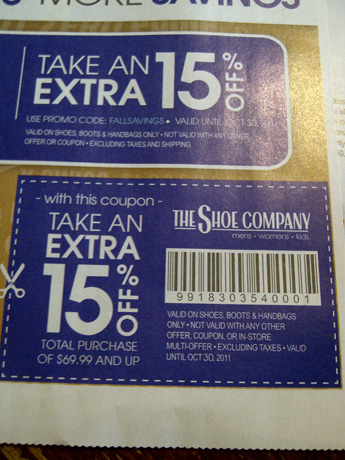 MORE SAVINGS
TAKE AN
EXTRA
15% OFF
USE PROMO CODE: FALLSAVINGS • VALID UNTIL OCT 30, 2011
VALID ON SHOES, BOOTS & HANDBAGS ONLY • NOT VALID WITH ANY OTHER
OFFER OR COUPON • EXCLUDING TAXES AND SHIPPING
- with this coupon -
TAKE AN
EXTRA
15% OFF
TOTAL PURCHASE
OF $69.99 AND UP
THE SHOE COMPANY
mens • womens • kids
9918303540001
VALID ON SHOES, BOOTS & HANDBAGS
ONLY • NOT VALID WITH ANY OTHER
OFFER, COUPON, OR IN-STORE
MULTI-OFFER • EXCLUDING TAXES • VALID
UNTIL OCT 30, 2011